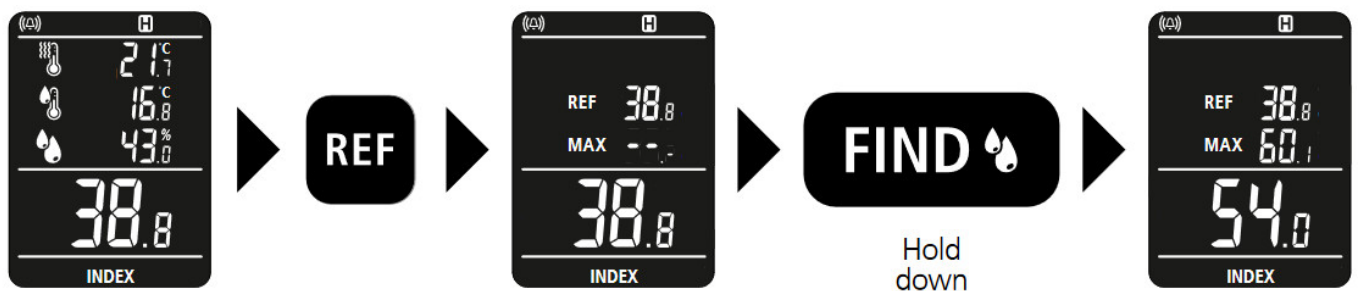 H
21.7 °C
16.8 °C
43.0 %
38.8
INDEX
REF
H
REF 38.8
MAX --.-
38.8
INDEX
FIND
Hold
down
H
REF 38.8
MAX 60.1
54.0
INDEX